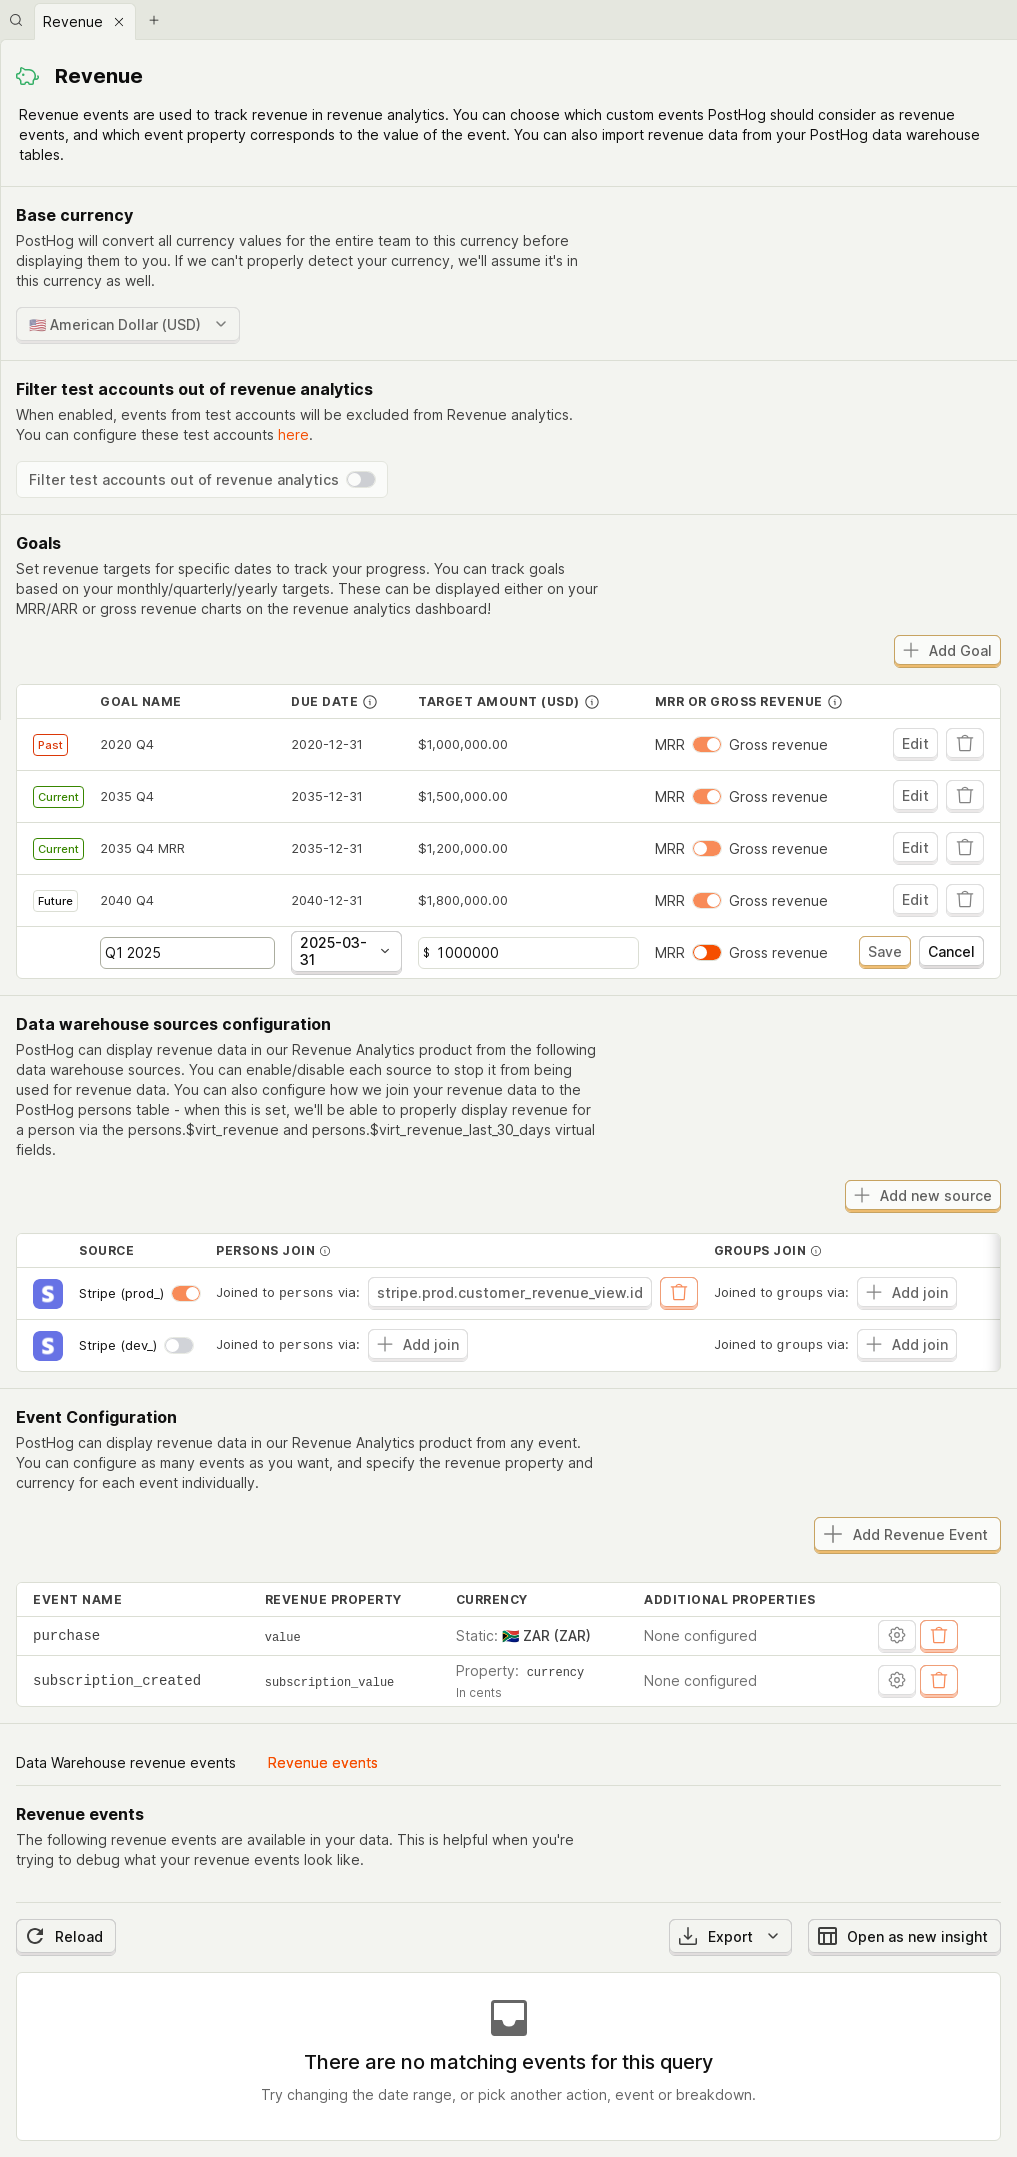 Revenue
Revenue
Revenue events are used to track revenue in revenue analytics. You can choose which custom events PostHog should consider as revenue
events, and which event property corresponds to the value of the event. You can also import revenue data from your PostHog data warehouse
tables.
Base currency
PostHog will convert all currency values for the entire team to this currency before
displaying them to you. If we can't properly detect your currency, we'll assume it's in
this currency as well.
🇺🇸 American Dollar (USD)
Filter test accounts out of revenue analytics
When enabled, events from test accounts will be excluded from Revenue analytics.
You can configure these test accounts here.
Filter test accounts out of revenue analytics
Goals
Set revenue targets for specific dates to track your progress. You can track goals
based on your monthly/quarterly/yearly targets. These can be displayed either on your
MRR/ARR or gross revenue charts on the revenue analytics dashboard!
Add Goal
GOAL NAME DUE DATE TARGET AMOUNT (USD) MRR OR GROSS REVENUE
Past 2020 Q4 2020-12-31 $1,000,000.00 MRR Gross revenue Edit
Current 2035 Q4 2035-12-31 $1,500,000.00 MRR Gross revenue Edit
Current 2035 Q4 MRR 2035-12-31 $1,200,000.00 MRR Gross revenue Edit
Future 2040 Q4 2040-12-31 $1,800,000.00 MRR Gross revenue Edit
Q1 2025 2025-03-31 $ 1000000 MRR Gross revenue Save Cancel
Data warehouse sources configuration
PostHog can display revenue data in our Revenue Analytics product from the following
data warehouse sources. You can enable/disable each source to stop it from being
used for revenue data. You can also configure how we join your revenue data to the
PostHog persons table - when this is set, we'll be able to properly display revenue for
a person via the persons.$virt_revenue and persons.$virt_revenue_last_30_days virtual
fields.
Add new source
SOURCE PERSONS JOIN GROUPS JOIN
S Stripe (prod_) Joined to persons via: stripe.prod.customer_revenue_view.id Joined to groups via: Add join
S Stripe (dev_) Joined to persons via: Add join Joined to groups via: Add join
Event Configuration
PostHog can display revenue data in our Revenue Analytics product from any event.
You can configure as many events as you want, and specify the revenue property and
currency for each event individually.
Add Revenue Event
EVENT NAME REVENUE PROPERTY CURRENCY ADDITIONAL PROPERTIES
purchase value Static: 🇿🇦 ZAR (ZAR) None configured
subscription_created subscription_value Property: currency None configured
In cents
Data Warehouse revenue events Revenue events
Revenue events
The following revenue events are available in your data. This is helpful when you're
trying to debug what your revenue events look like.
Reload Export Open as new insight
There are no matching events for this query
Try changing the date range, or pick another action, event or breakdown.